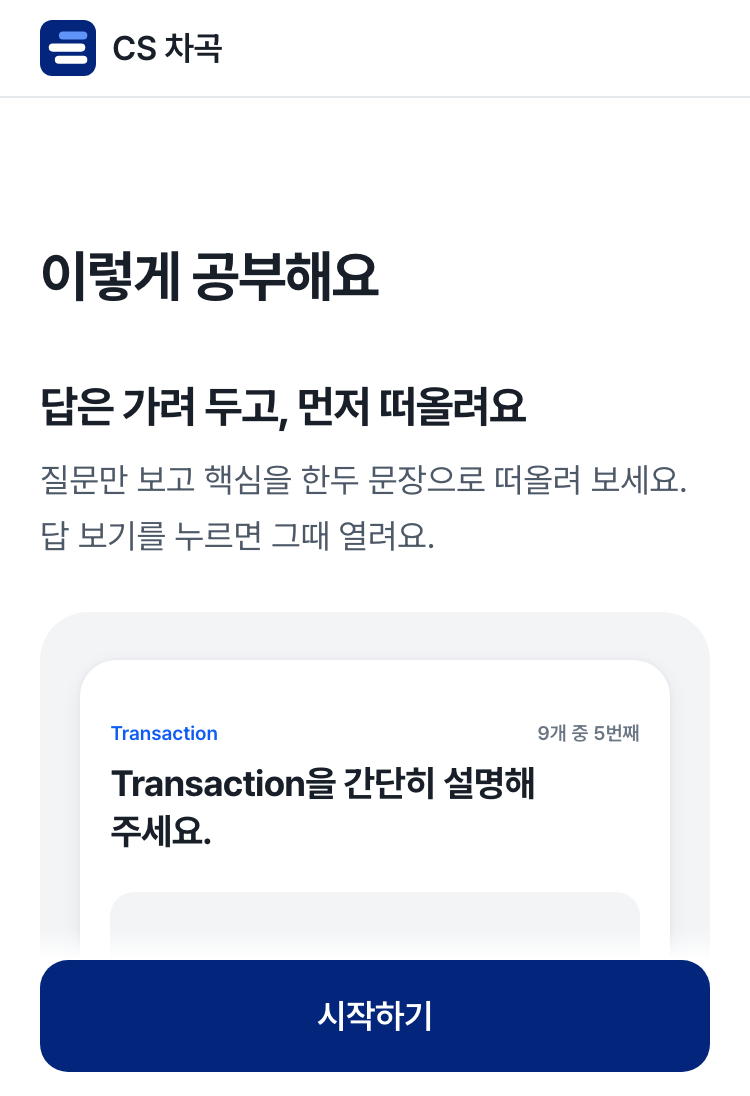 CS 차곡
이렇게 공부해요
답은 가려 두고, 먼저 떠올려요
질문만 보고 핵심을 한두 문장으로 떠올려 보세요.
답 보기를 누르면 그때 열려요.
Transaction
9개 중 5번째
Transaction을 간단히 설명해
주세요.
시작하기